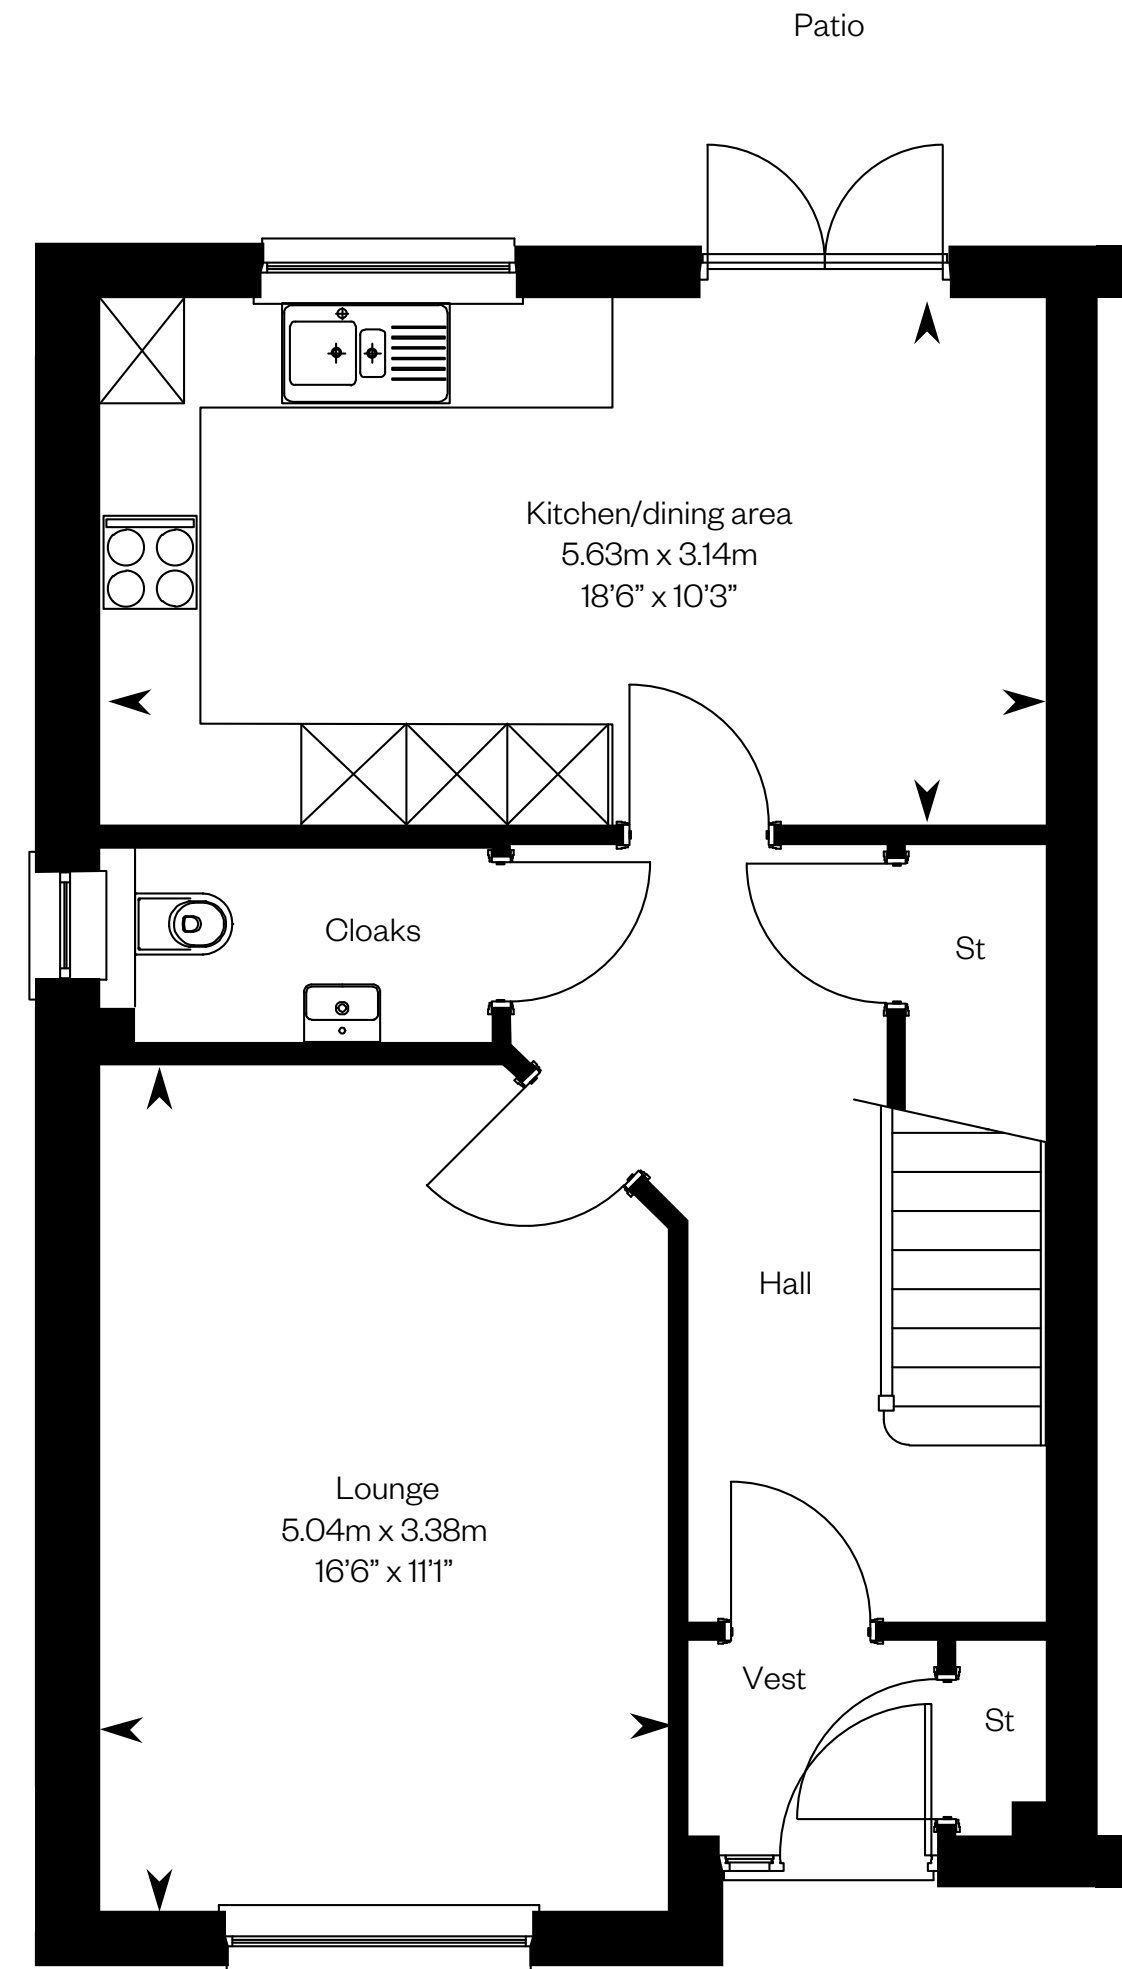 Patio
Kitchen/dining area
5.63m x 3.14m
18’6” x 10’3”
Cloaks
St
Hall
Lounge
5.04m x 3.38m
16’6” x 11’1”
Vest
St